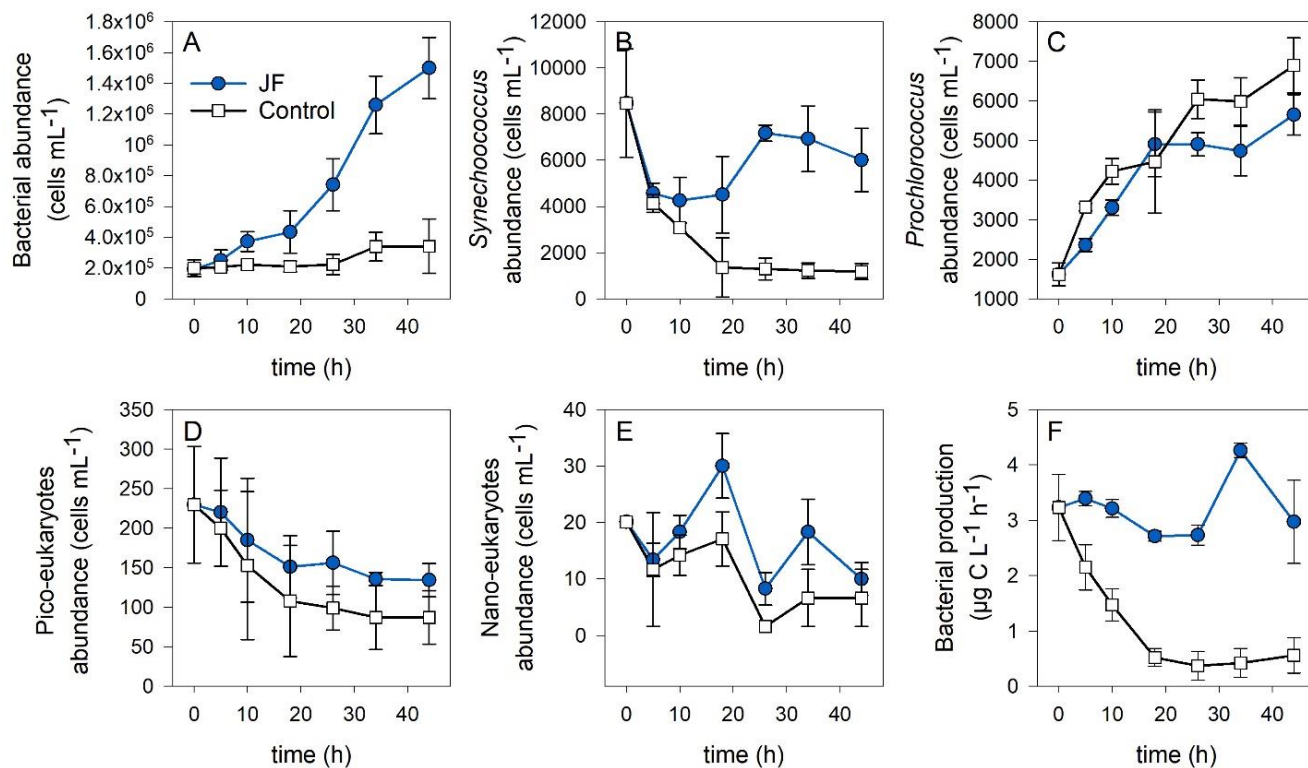 A
Bacterial abundance
(cells mL⁻¹)
1.8x10⁶
1.6x10⁶
1.4x10⁶
1.2x10⁶
10⁶
8.0x10⁵
6.0x10⁵
4.0x10⁵
2.0x10⁵
0
JF
Control
0 10 20 30 40
time (h)
B
Synechoococcus
abundance (cells mL⁻¹)
12000
10000
8000
6000
4000
2000
0
0 10 20 30 40
time (h)
C
Prochlorococcus
abundance (cells mL⁻¹)
8000
7000
6000
5000
4000
3000
2000
1000
0 10 20 30 40
time (h)
D
Pico-eukaryotes
abundance (cells mL⁻¹)
350
300
250
200
150
100
50
0
0 10 20 30 40
time (h)
E
Nano-eukaryotes
abundance (cells mL⁻¹)
40
30
20
10
0
0 10 20 30 40
time (h)
F
Bacterial production
(µg C L⁻¹ h⁻¹)
5
4
3
2
1
0
0 10 20 30 40
time (h)